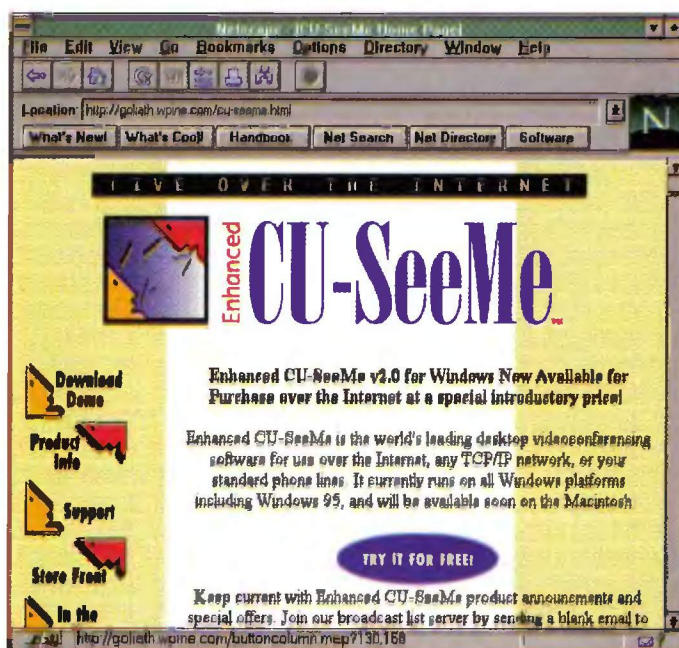 Netscape - [CU-SeeMe Home Page]
File Edit View Go Bookmarks Options Directory Window Help
Location: http://goliath.wpine.com/cu-seeme.html
N
What's New! What's Cool! Handbook Net Search Net Directory Software
LIVE OVER THE INTERNET
Enhanced
CU-SeeMe™
Download
Demo
Product
Info
Support
Store Front
In the
Enhanced CU-SeeMe v2.0 for Windows Now Available for
Purchase over the Internet at a special introductory price!
Enhanced CU-SeeMe is the world's leading desktop videoconferencing
software for use over the Internet, any TCP/IP network, or your
standard phone lines. It currently runs on all Windows platforms
including Windows 95, and will be available soon on the Macintosh
TRY IT FOR FREE!
Keep current with Enhanced CU-SeeMe product announcements and
special offers. Join our broadcast list server by sending a blank email to
http://goliath.wpine.com/buttoncolumn.map?130,168